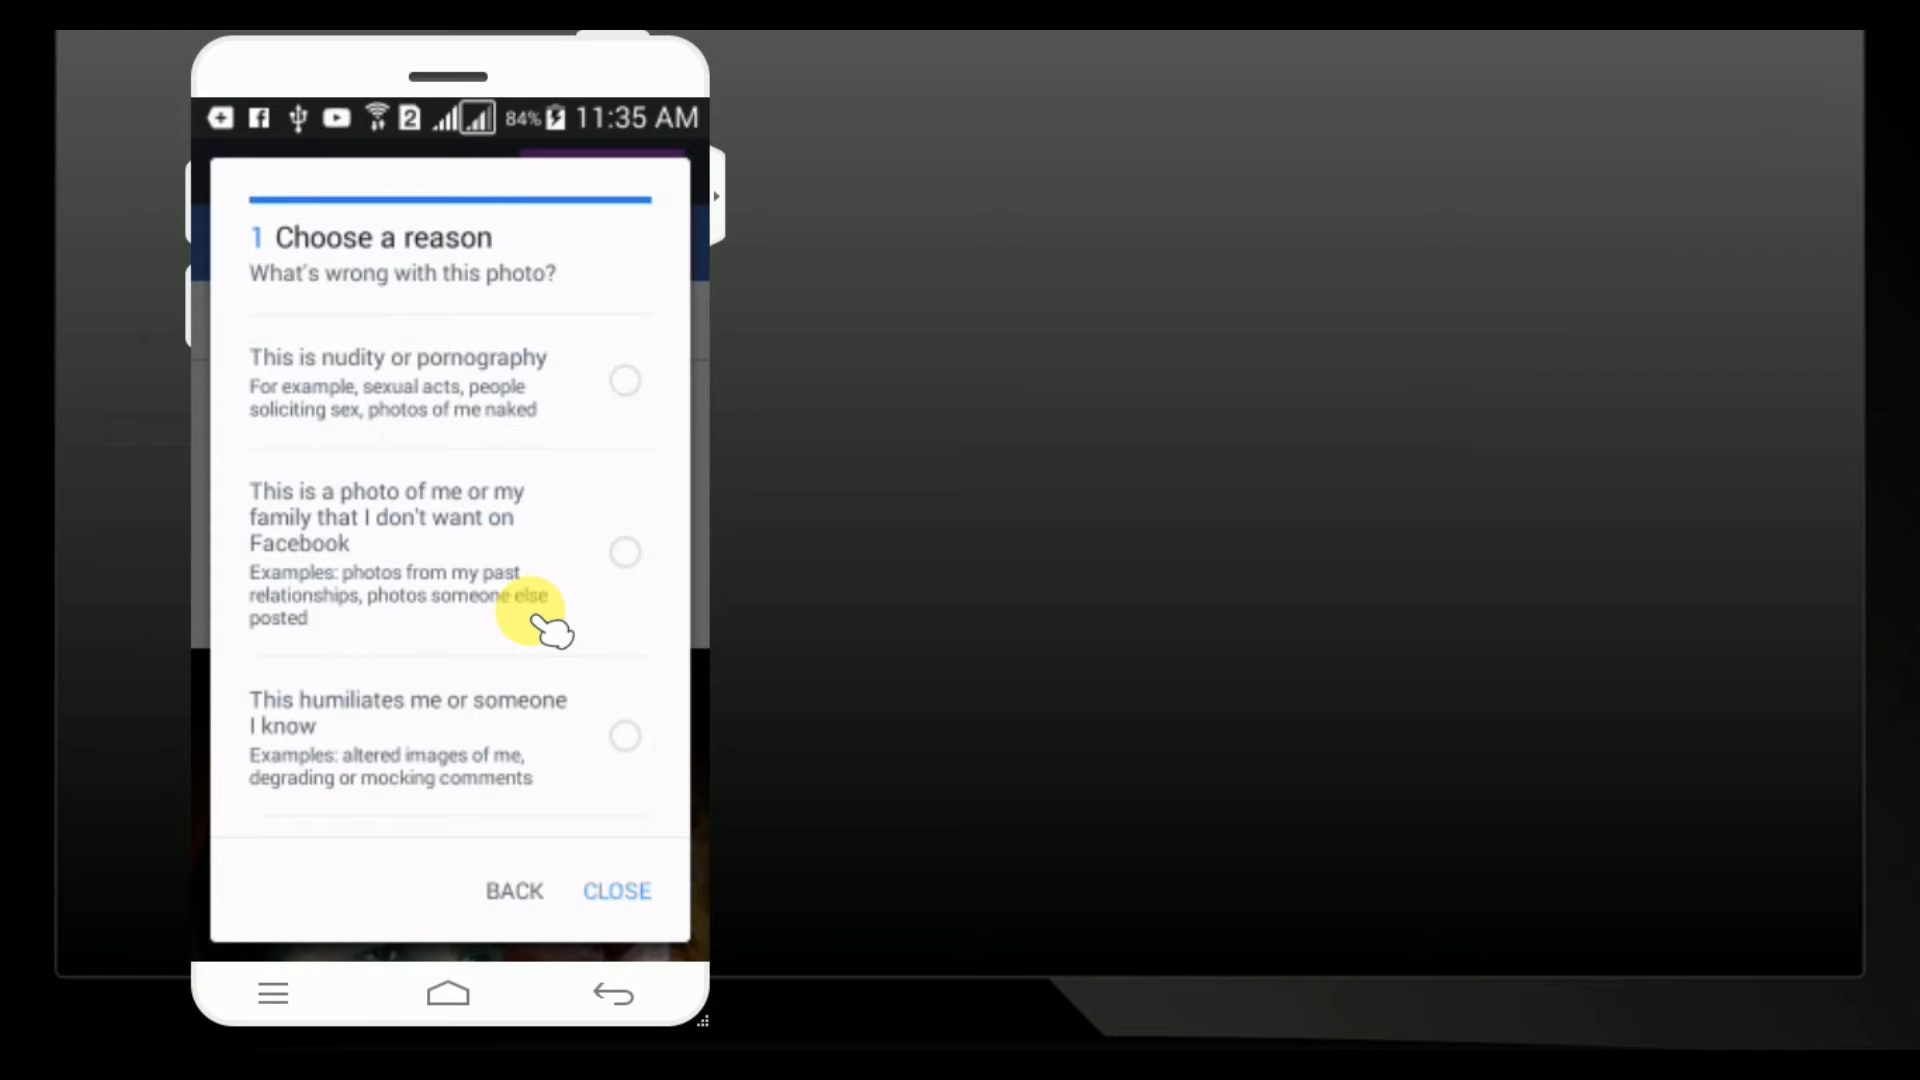 2 84% 11:35 AM
1 Choose a reason
What's wrong with this photo?
This is nudity or pornography
For example, sexual acts, people
soliciting sex, photos of me naked
This is a photo of me or my
family that I don't want on
Facebook
Examples: photos from my past
relationships, photos someone else
posted
This humiliates me or someone
I know
Examples: altered images of me,
degrading or mocking comments
BACK CLOSE